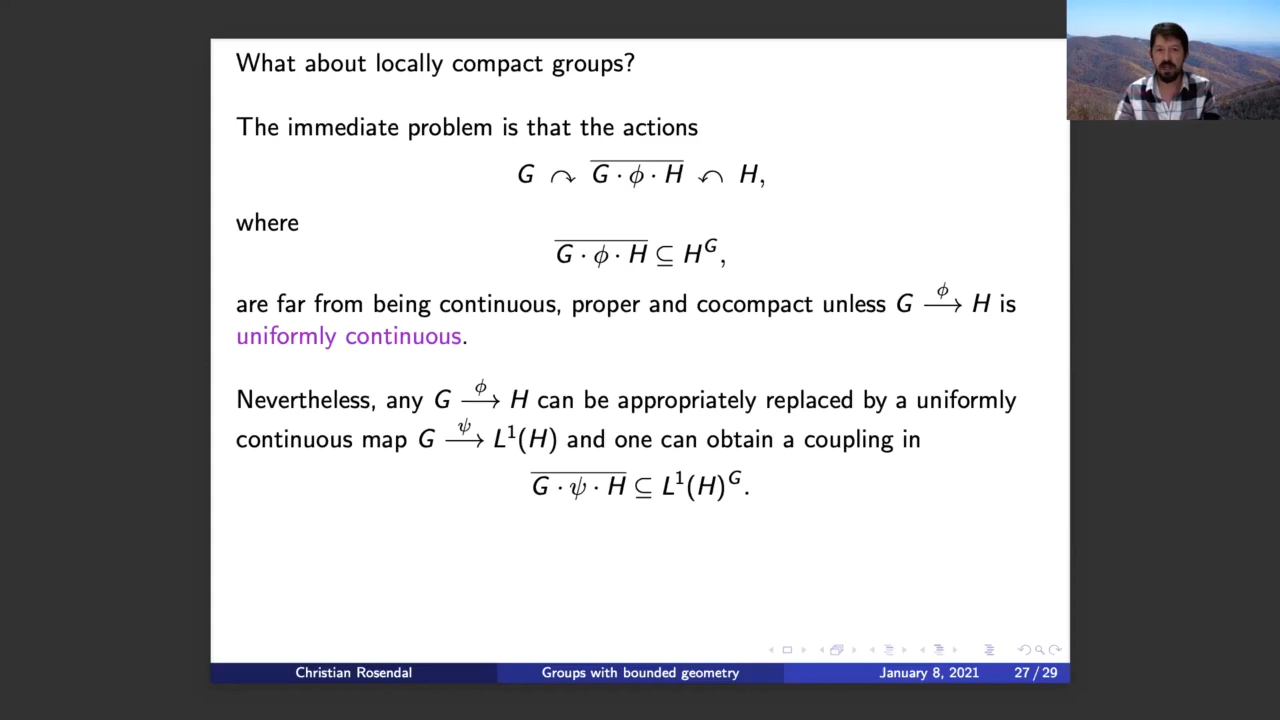 What about locally compact groups?
The immediate problem is that the actions
G ↷ \overline{G · ϕ · H} ↶ H,
where
\overline{G · ϕ · H} ⊆ H^G,
are far from being continuous, proper and cocompact unless G \xrightarrow{ϕ} H is
uniformly continuous.
Nevertheless, any G \xrightarrow{ϕ} H can be appropriately replaced by a uniformly
continuous map G \xrightarrow{ψ} L^1(H) and one can obtain a coupling in
\overline{G · ψ · H} ⊆ L^1(H)^G.
Christian Rosendal Groups with bounded geometry January 8, 2021 27 / 29